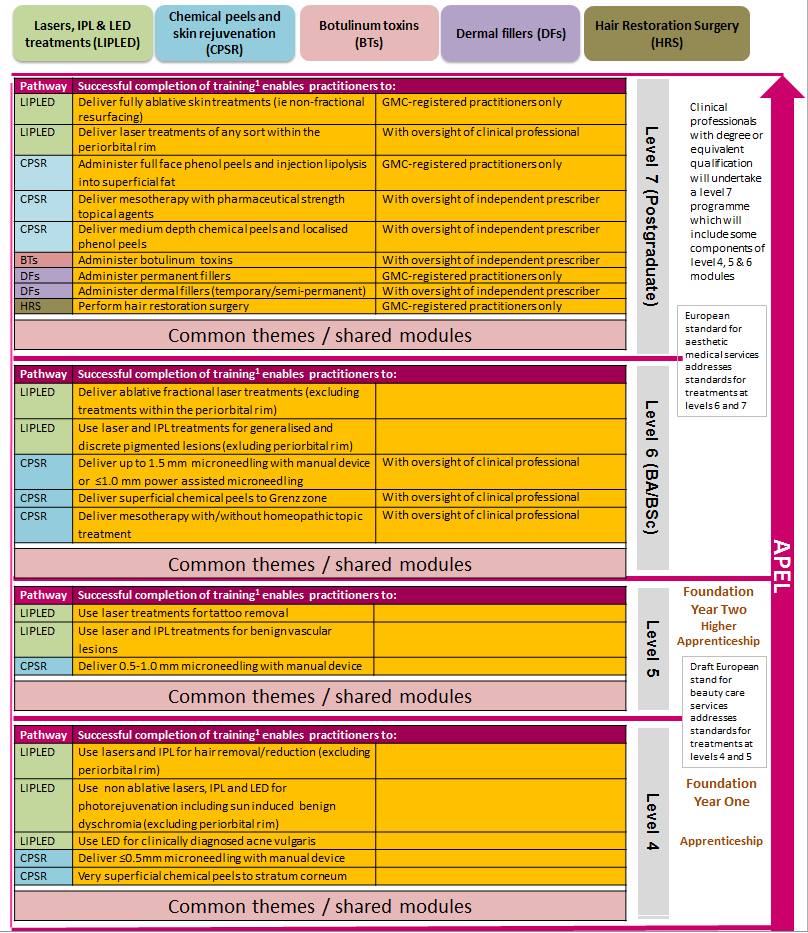 Lasers, IPL & LED
treatments (LIPLED)
Chemical peels and
skin rejuvenation
(CPSR)
Botulinum toxins
(BTs)
Dermal fillers (DFs)
Hair Restoration Surgery
(HRS)
Pathway Successful completion of training1 enables practitioners to:
LIPLED Deliver fully ablative skin treatments (ie non-fractional GMC-registered practitioners only
resurfacing)
LIPLED Deliver laser treatments of any sort within the With oversight of clinical professional
periorbital rim
CPSR Administer full face phenol peels and injection lipolysis GMC-registered practitioners only
into superficial fat
CPSR Deliver mesotherapy with pharmaceutical strength With oversight of independent prescriber
topical agents
CPSR Deliver medium depth chemical peels and localised With oversight of independent prescriber
phenol peels
BTs Administer botulinum toxins With oversight of independent prescriber
DFs Administer permanent fillers GMC-registered practitioners only
DFs Administer dermal fillers (temporary/semi-permanent) With oversight of independent prescriber
HRS Perform hair restoration surgery GMC-registered practitioners only
Common themes / shared modules
Level 7 (Postgraduate)
Clinical
professionals
with degree or
equivalent
qualification
will undertake
a level 7
programme
which will
include some
components of
level 4, 5 & 6
modules
European
standard for
aesthetic
medical services
addresses
standards for
treatments at
levels 6 and 7
Pathway Successful completion of training1 enables practitioners to:
LIPLED Deliver ablative fractional laser treatments (excluding
treatments within the periorbital rim)
LIPLED Use laser and IPL treatments for generalised and
discrete pigmented lesions (exluding periorbital rim)
CPSR Deliver up to 1.5 mm microneedling with manual device With oversight of clinical professional
or ≤1.0 mm power assisted microneedling
CPSR Deliver superficial chemical peels to Grenz zone With oversight of clinical professional
CPSR Deliver mesotherapy with/without homeopathic topic With oversight of clinical professional
treatment
Common themes / shared modules
Level 6 (BA/BSc)
APEL
Pathway Successful completion of training1 enables practitioners to:
LIPLED Use laser treatments for tattoo removal
LIPLED Use laser and IPL treatments for benign vascular
lesions
CPSR Deliver 0.5-1.0 mm microneedling with manual device
Common themes / shared modules
Level 5
Foundation
Year Two
Higher
Apprenticeship
Draft European
stand for
beauty care
services
addresses
standards for
treatments at
levels 4 and 5
Pathway Successful completion of training1 enables practitioners to:
LIPLED Use lasers and IPL for hair removal/reduction (excluding
periorbital rim)
LIPLED Use non ablative lasers, IPL and LED for
photorejuvenation including sun induced benign
dyschromia (excluding periorbital rim)
LIPLED Use LED for clinically diagnosed acne vulgaris
CPSR Deliver ≤0.5mm microneedling with manual device
CPSR Very superficial chemical peels to stratum corneum
Common themes / shared modules
Level 4
Foundation
Year One
Apprenticeship